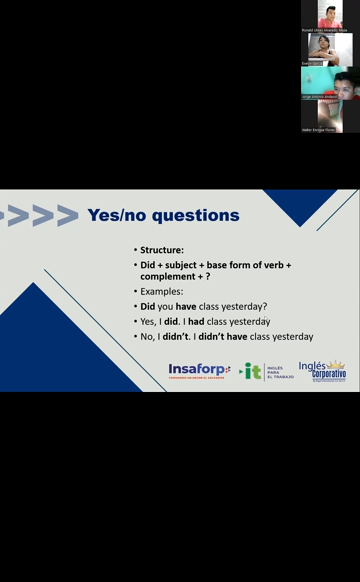 >>>> Yes/no questions
• Structure:
• Did + subject + base form of verb +
complement + ?
• Examples:
• Did you have class yesterday?
• Yes, I did. I had class yesterday
• No, I didn't. I didn't have class yesterday
Insaforp
it
INGLÉS
PARA
EL TRABAJO
Inglés
Corporativo